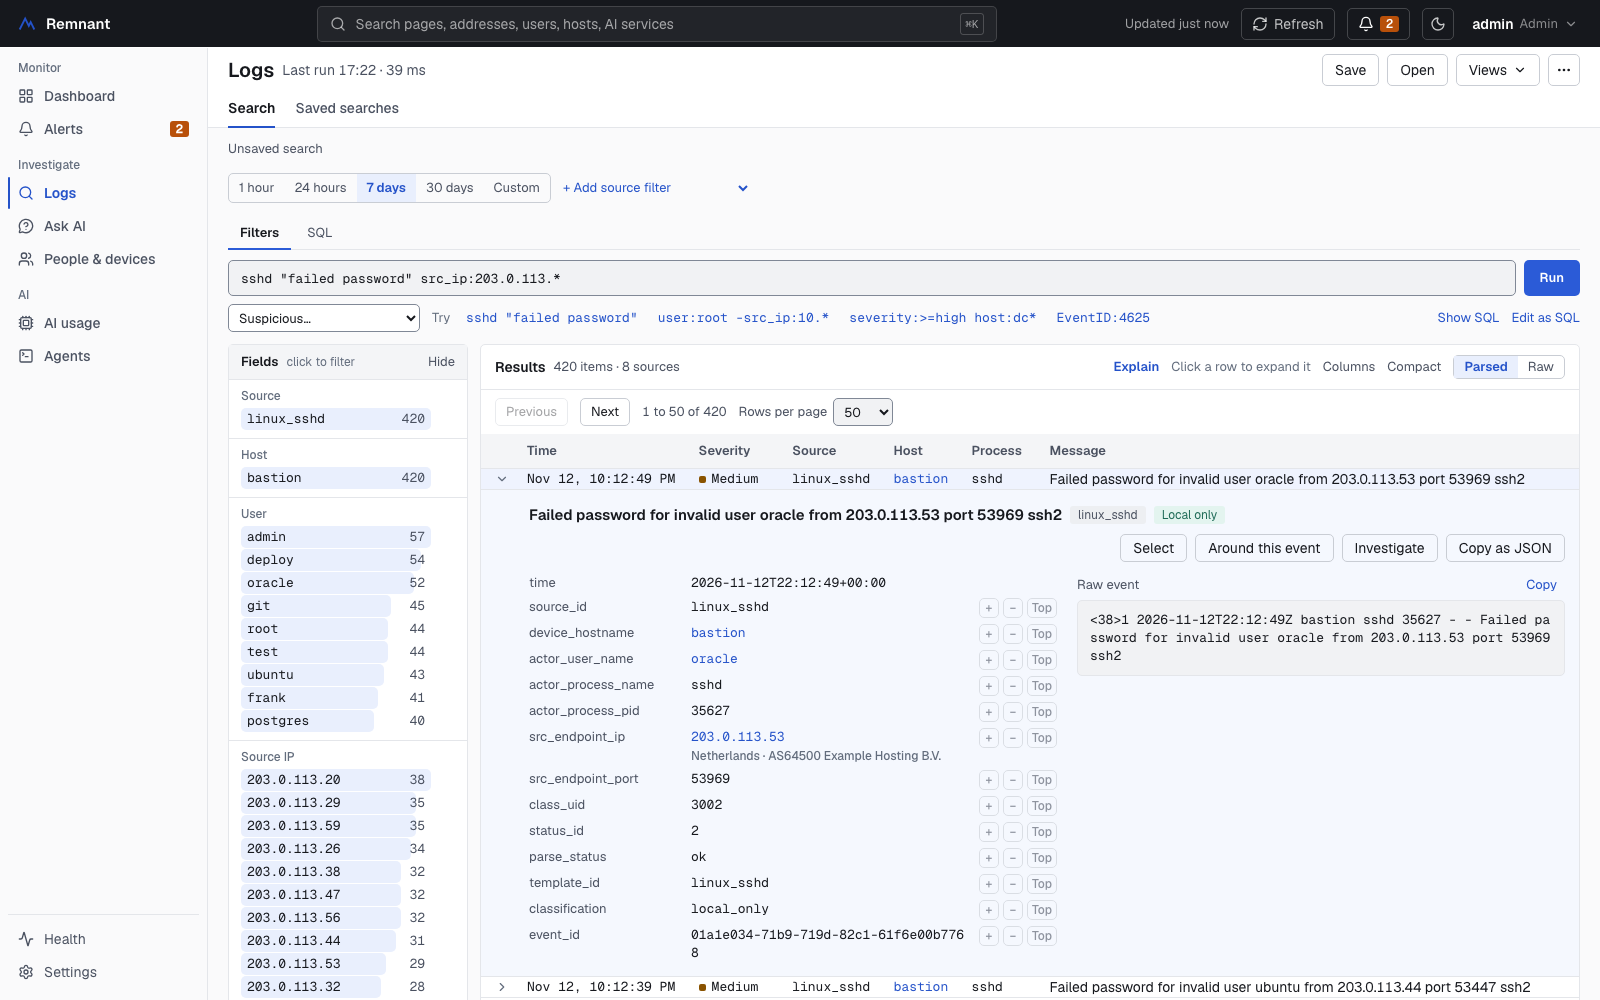 Remnant
Search pages, addresses, users, hosts, AI services
⌘K
Updated just now
Refresh
2
admin Admin
Monitor
Dashboard
Alerts
2
Investigate
Logs
Ask AI
People & devices
AI
AI usage
Agents
Health
Settings
Logs Last run 17:22 · 39 ms
Save
Open
Views
Search
Saved searches
Unsaved search
1 hour
24 hours
7 days
30 days
Custom
+ Add source filter
Filters
SQL
sshd "failed password" src_ip:203.0.113.*
Run
Suspicious…
Try
sshd "failed password"
user:root -src_ip:10.*
severity:>=high host:dc*
EventID:4625
Show SQL
Edit as SQL
Fields click to filter
Hide
Source
linux_sshd 420
Host
bastion 420
User
admin 57
deploy 54
oracle 52
git 45
root 44
test 44
ubuntu 43
frank 41
postgres 40
Source IP
203.0.113.20 38
203.0.113.29 35
203.0.113.59 35
203.0.113.26 34
203.0.113.38 32
203.0.113.47 32
203.0.113.56 32
203.0.113.44 31
203.0.113.53 29
203.0.113.32 28
Results 420 items · 8 sources
Explain
Click a row to expand it
Columns
Compact
Parsed
Raw
Previous
Next
1 to 50 of 420
Rows per page
50
Time Severity Source Host Process Message
Nov 12, 10:12:49 PM Medium linux_sshd bastion sshd Failed password for invalid user oracle from 203.0.113.53 port 53969 ssh2
Failed password for invalid user oracle from 203.0.113.53 port 53969 ssh2
linux_sshd
Local only
Select
Around this event
Investigate
Copy as JSON
time 2026-11-12T22:12:49+00:00
source_id linux_sshd + − Top
device_hostname bastion + − Top
actor_user_name oracle + − Top
actor_process_name sshd + − Top
actor_process_pid 35627 + − Top
src_endpoint_ip 203.0.113.53 + − Top
Netherlands · AS64500 Example Hosting B.V.
src_endpoint_port 53969 + − Top
class_uid 3002 + − Top
status_id 2 + − Top
parse_status ok + − Top
template_id linux_sshd + − Top
classification local_only + − Top
event_id 01a1e034-71b9-719d-82c1-61f6e00b776 + − Top
8
Raw event
Copy
<38>1 2026-11-12T22:12:49Z bastion sshd 35627 - - Failed pa
ssword for invalid user oracle from 203.0.113.53 port 53969
ssh2
Nov 12, 10:12:39 PM Medium linux_sshd bastion sshd Failed password for invalid user ubuntu from 203.0.113.44 port 53447 ssh2